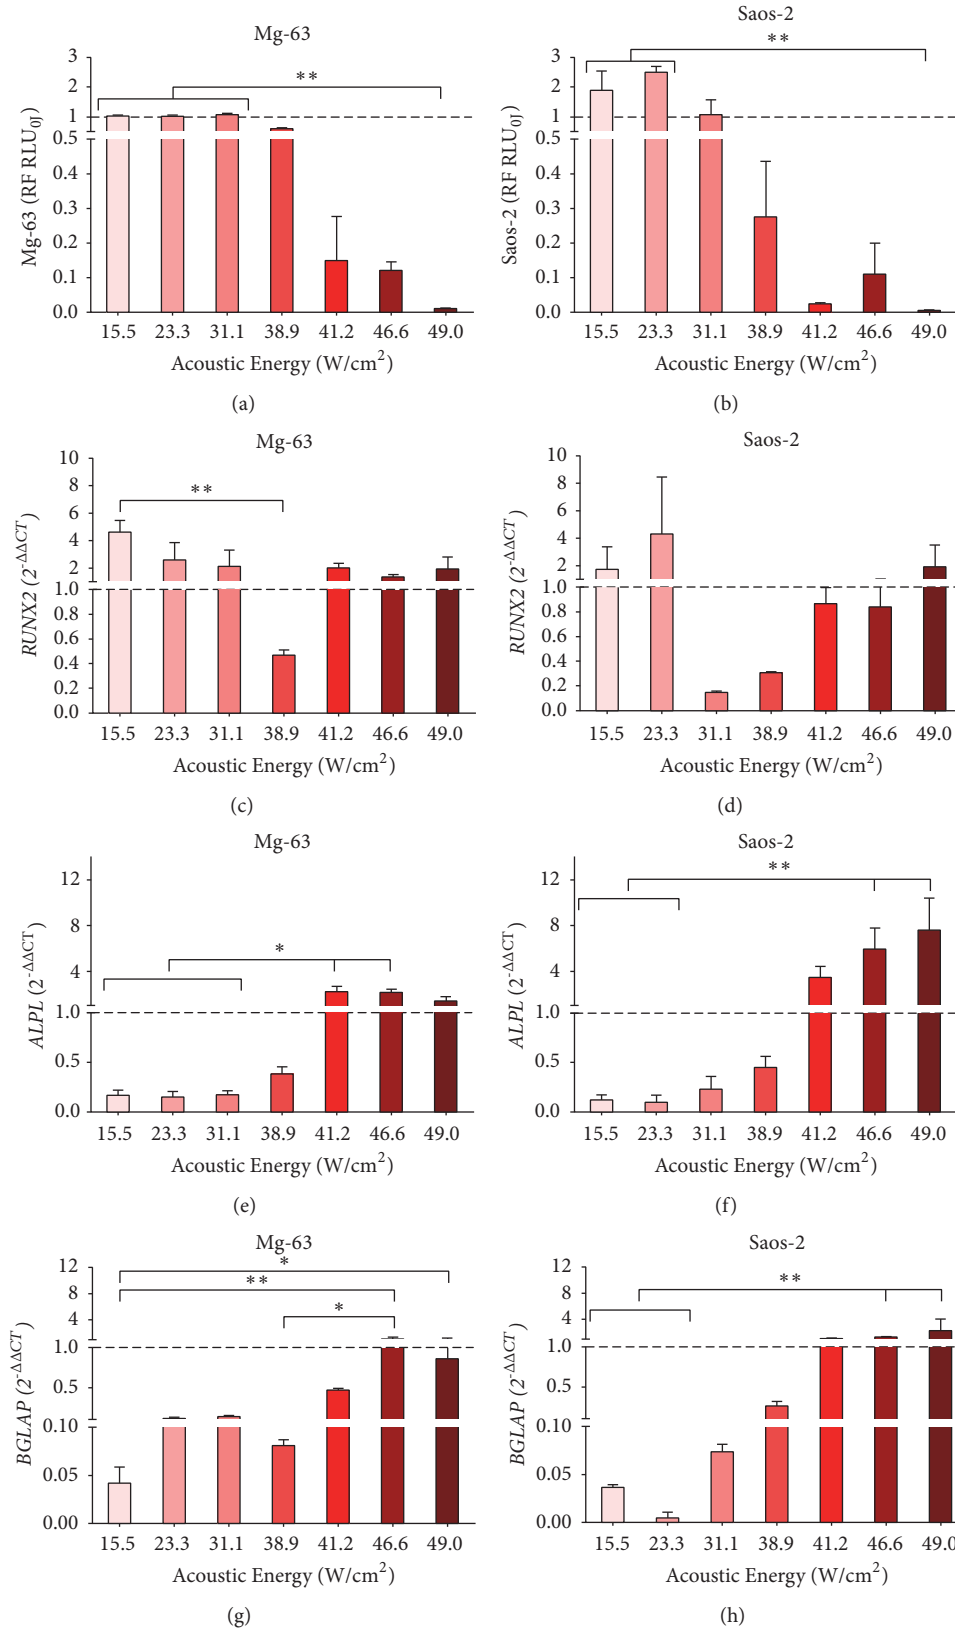 Mg-63
3
2
1
0.5
0.4
0.3
0.2
0.1
0.0
Mg-63 (RF RLU0J)
**
15.5 23.3 31.1 38.9 41.2 46.6 49.0
Acoustic Energy (W/cm2)
(a)
Saos-2
3
2
1
0.5
0.4
0.3
0.2
0.1
0.0
Saos-2 (RF RLU0J)
**
15.5 23.3 31.1 38.9 41.2 46.6 49.0
Acoustic Energy (W/cm2)
(b)
Mg-63
10
8
6
4
2
1.0
0.8
0.6
0.4
0.2
0.0
RUNX2 (2-ΔΔCT)
**
15.5 23.3 31.1 38.9 41.2 46.6 49.0
Acoustic Energy (W/cm2)
(c)
Saos-2
10
8
6
4
2
1.0
0.8
0.6
0.4
0.2
0.0
RUNX2 (2-ΔΔCT)
15.5 23.3 31.1 38.9 41.2 46.6 49.0
Acoustic Energy (W/cm2)
(d)
Mg-63
12
8
4
1.0
0.5
0.0
ALPL (2-ΔΔCT)
*
15.5 23.3 31.1 38.9 41.2 46.6 49.0
Acoustic Energy (W/cm2)
(e)
Saos-2
12
8
4
1.0
0.5
0.0
ALPL (2-ΔΔCT)
**
15.5 23.3 31.1 38.9 41.2 46.6 49.0
Acoustic Energy (W/cm2)
(f)
Mg-63
12
8
4
1.0
0.5
0.10
0.05
0.00
BGLAP (2-ΔΔCT)
*
**
*
15.5 23.3 31.1 38.9 41.2 46.6 49.0
Acoustic Energy (W/cm2)
(g)
Saos-2
12
8
4
1.0
0.5
0.10
0.05
0.00
BGLAP (2-ΔΔCT)
**
15.5 23.3 31.1 38.9 41.2 46.6 49.0
Acoustic Energy (W/cm2)
(h)